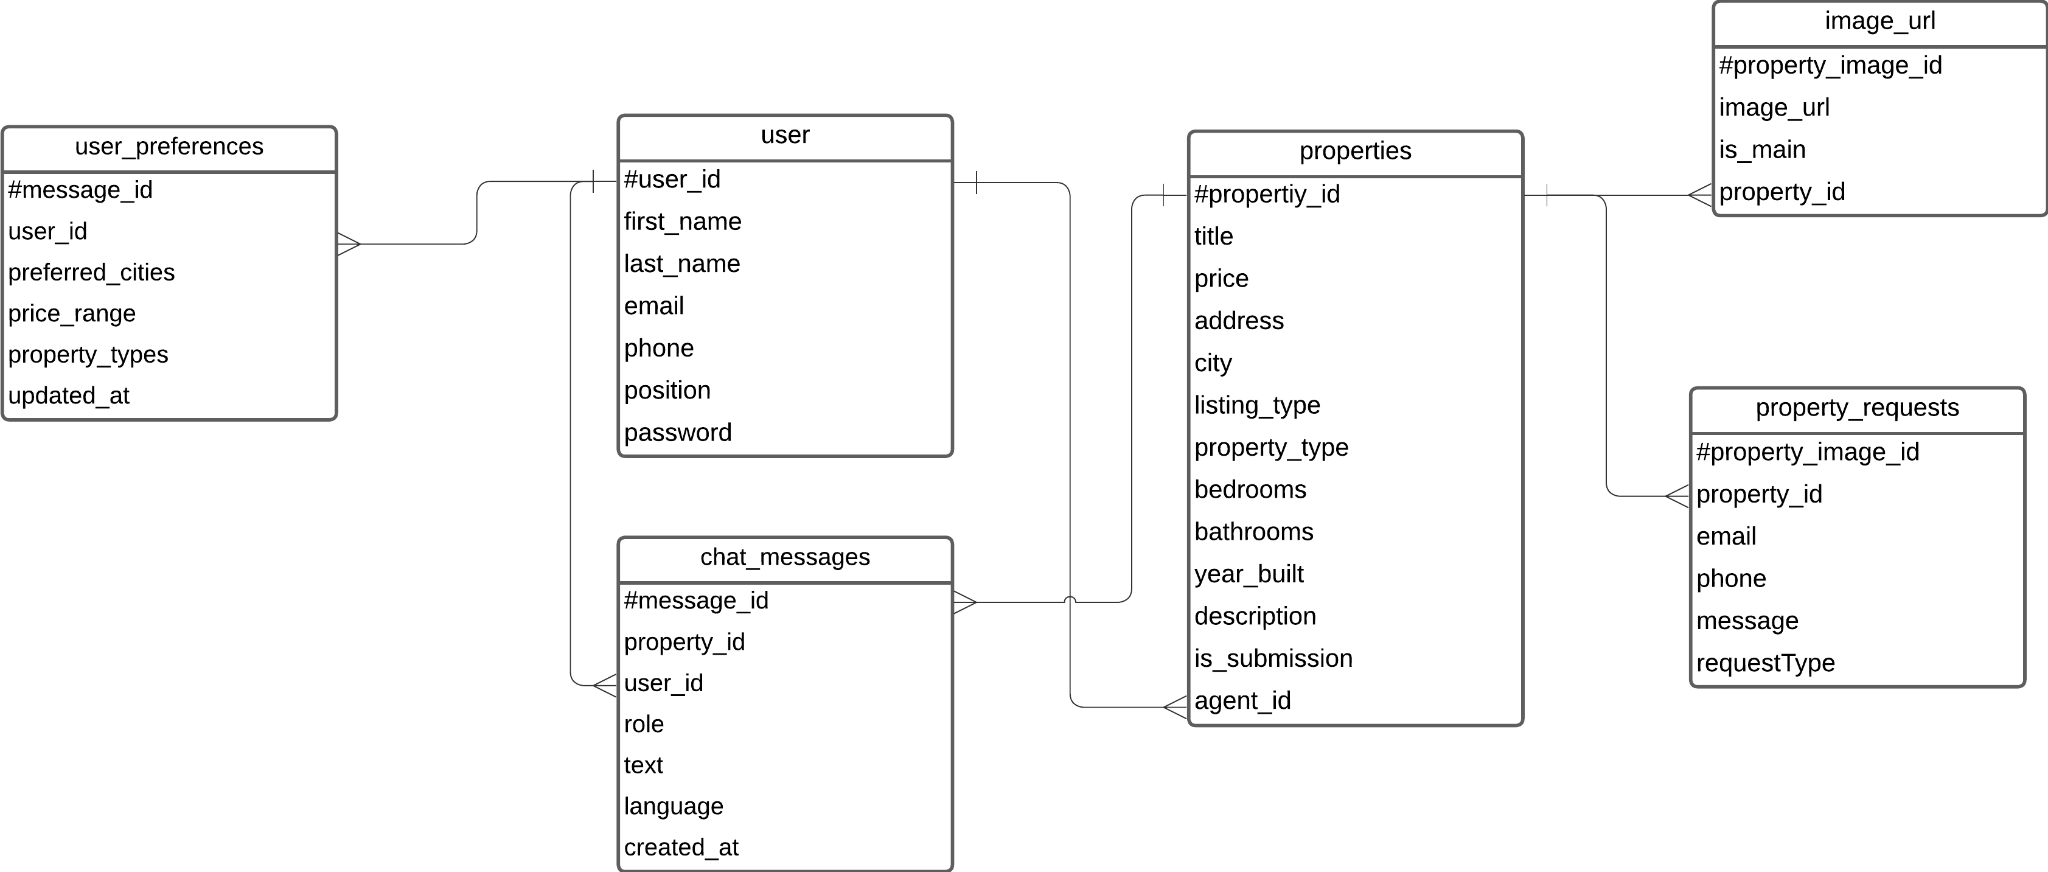 user_preferences
#message_id
user_id
preferred_cities
price_range
property_types
updated_at
user
#user_id
first_name
last_name
email
phone
position
password
chat_messages
#message_id
property_id
user_id
role
text
language
created_at
properties
#propertiy_id
title
price
address
city
listing_type
property_type
bedrooms
bathrooms
year_built
description
is_submission
agent_id
image_url
#property_image_id
image_url
is_main
property_id
property_requests
#property_image_id
property_id
email
phone
message
requestType